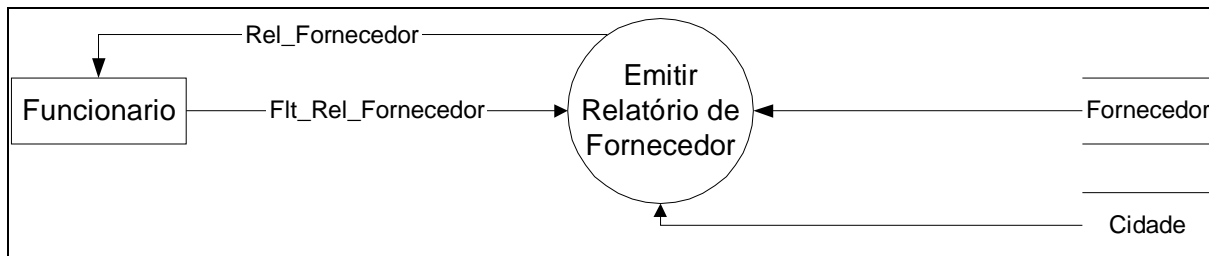 Rel_Fornecedor
Funcionario
Flt_Rel_Fornecedor
Emitir
Relatório de
Fornecedor
Fornecedor
Cidade